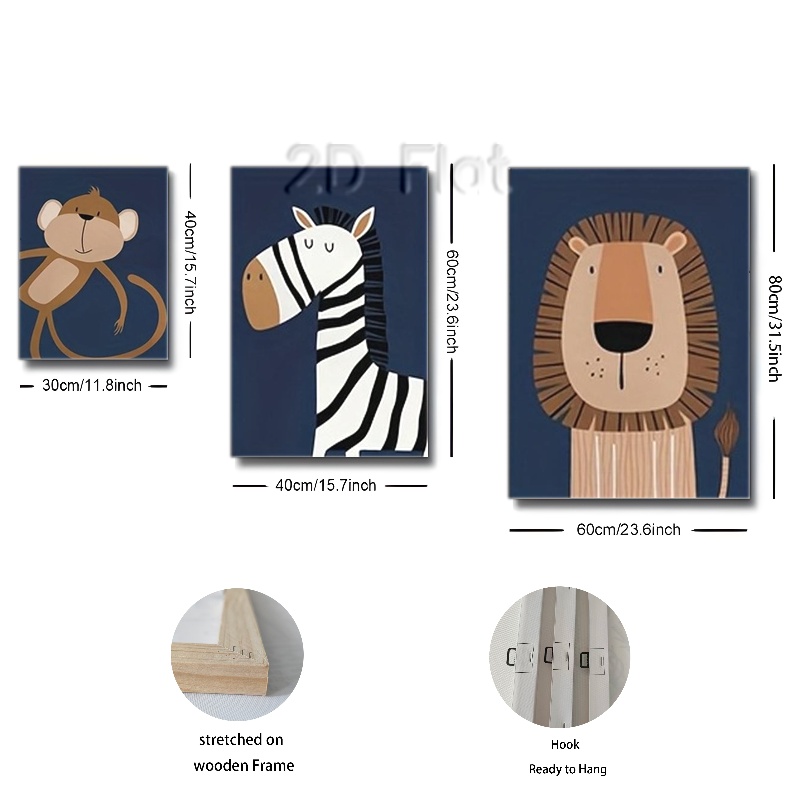 2D Flat
40cm/15.7inch
60cm/23.6inch
80cm/31.5inch
30cm/11.8inch
40cm/15.7inch
60cm/23.6inch
stretched on
wooden Frame
Hook
Ready to Hang